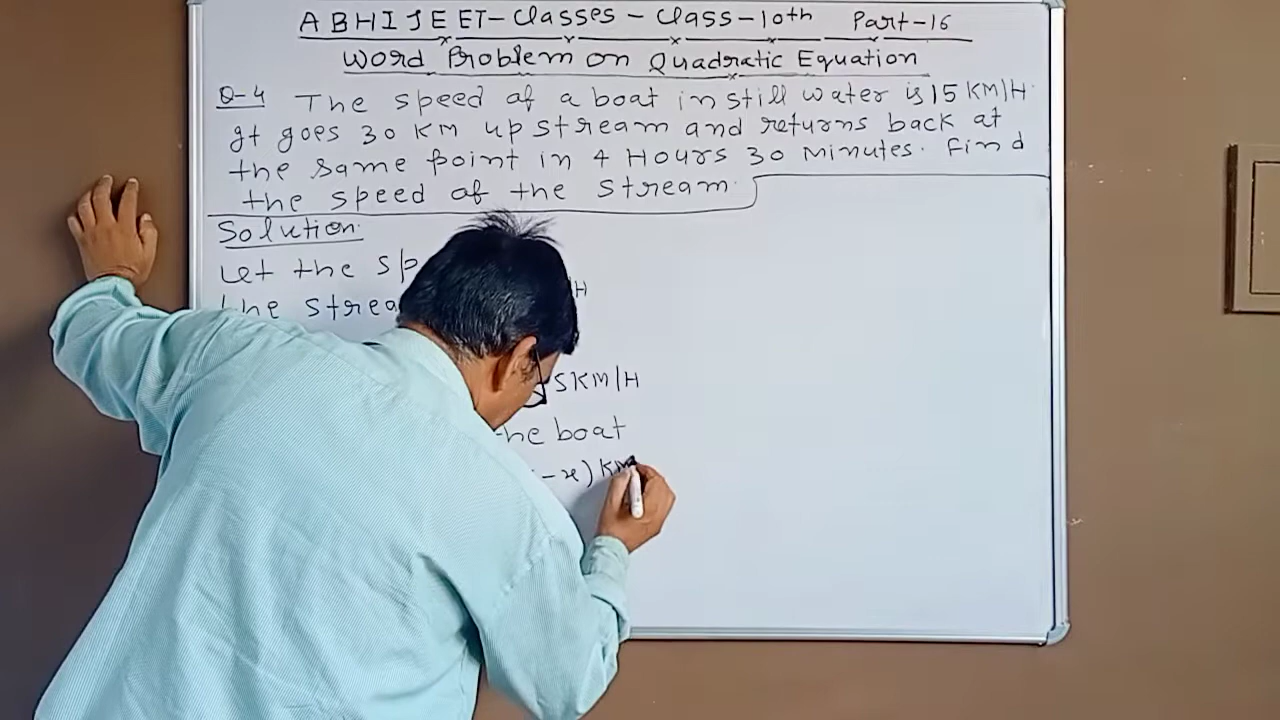 ABHIJEET-Classes-Class-10th Part-16
Word Problem on Quadratic Equation
Q-4 The speed of a boat in still water is 15 KM/H.
It goes 30 KM upstream and returns back at
the same point in 4 Hours 30 Minutes. Find
the speed of the stream.
Solution.
Let the
the
5KM/H
the boat
-x) KM